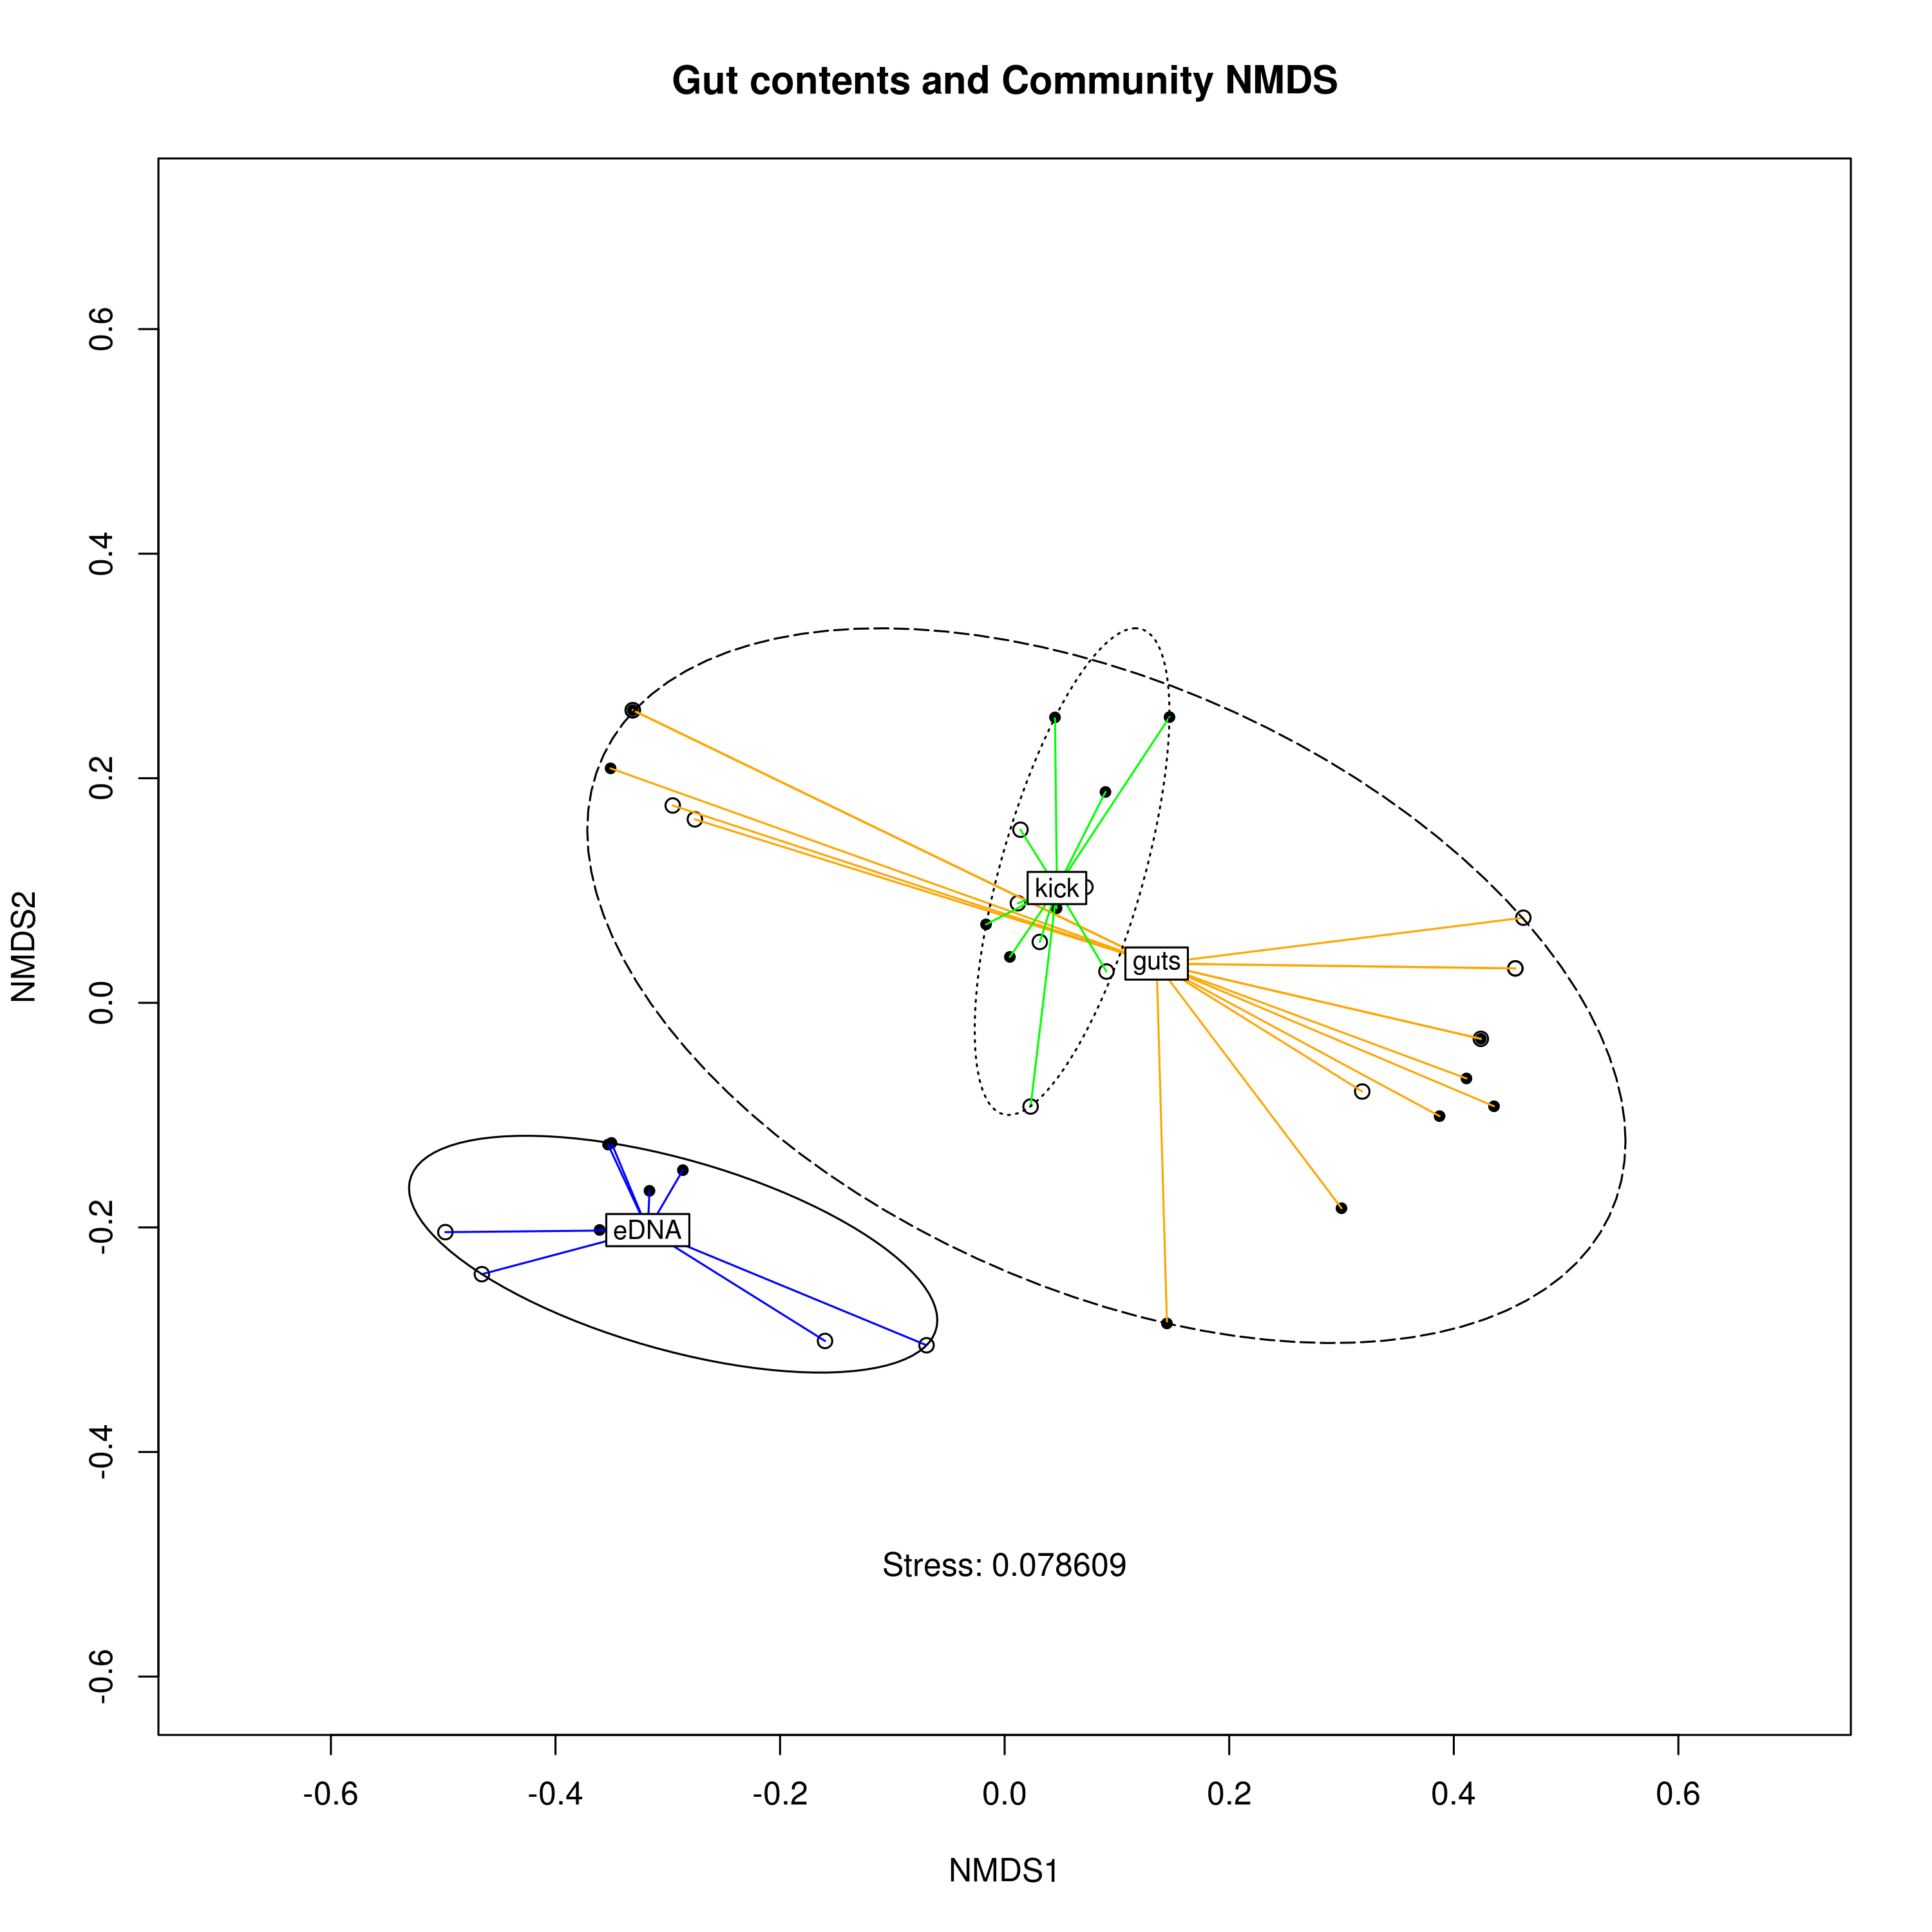 Gut contents and Community NMDS
NMDS2
0.6
0.4
0.2
0.0
-0.2
-0.4
-0.6
kick
guts
eDNA
Stress: 0.078609
-0.6 -0.4 -0.2 0.0 0.2 0.4 0.6
NMDS1